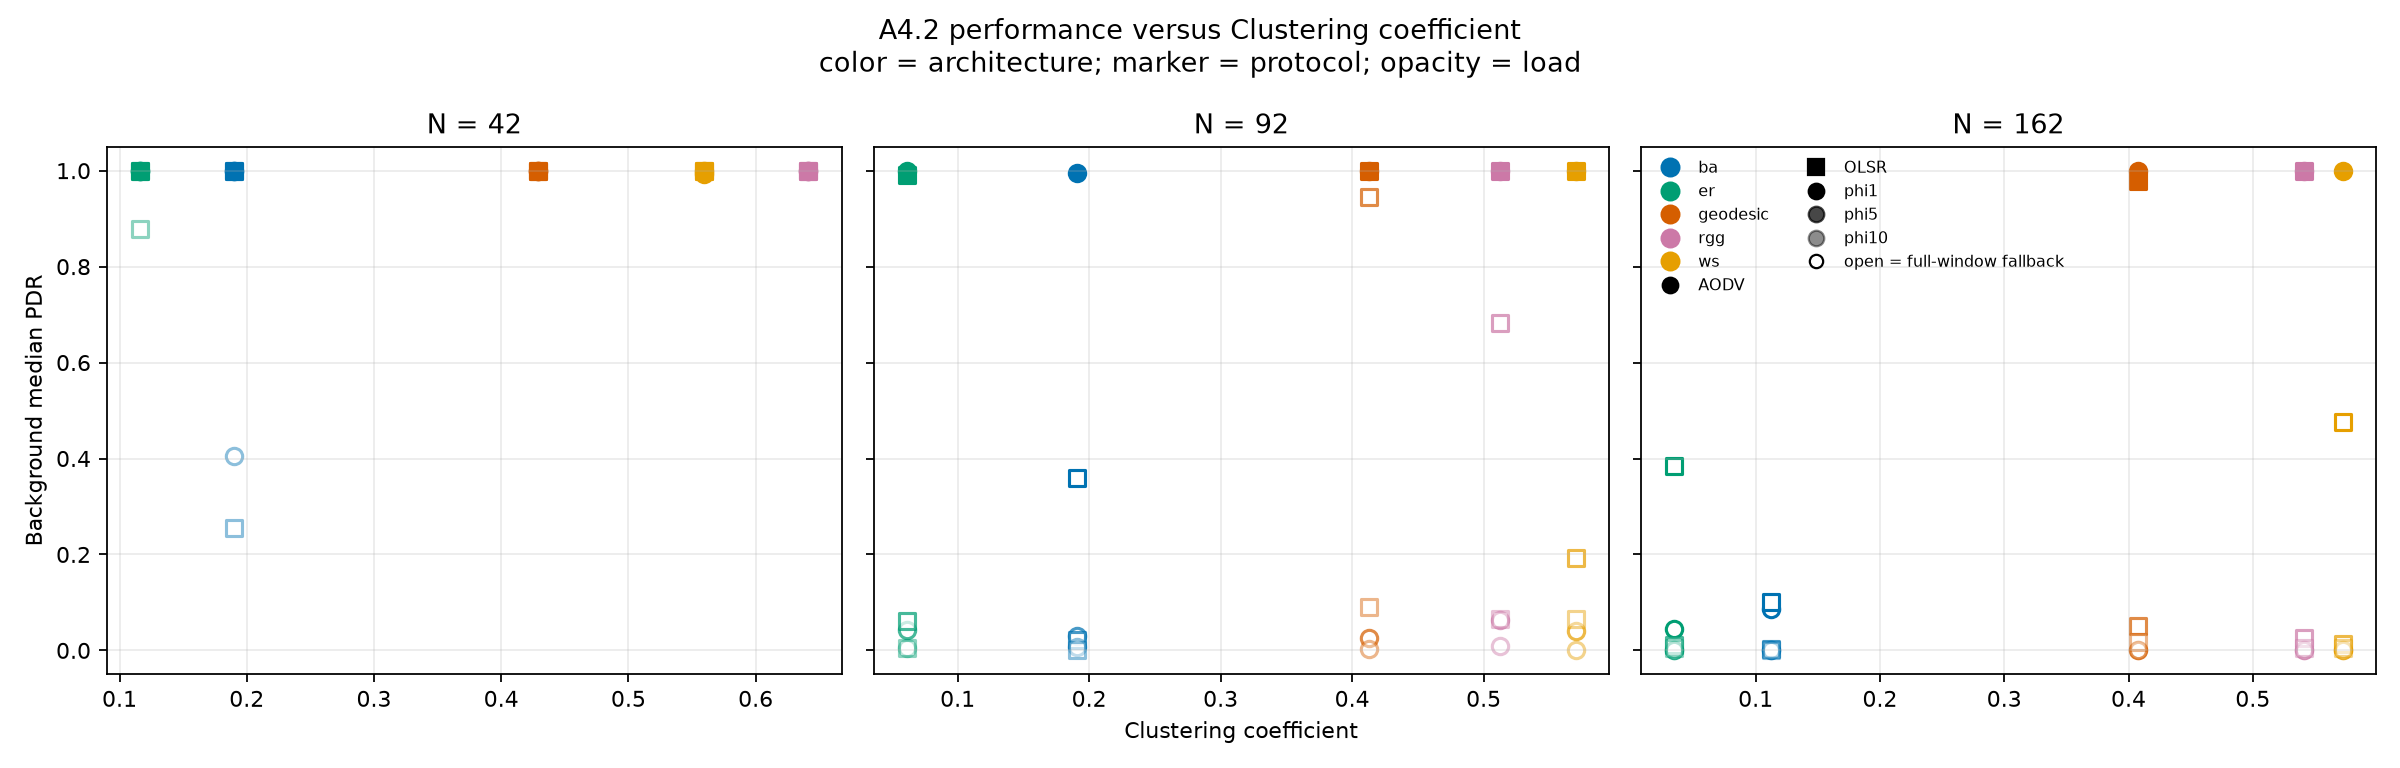 A4.2 performance versus Clustering coefficient
color = architecture; marker = protocol; opacity = load
N = 42
N = 92
N = 162
Background median PDR
1.0
0.8
0.6
0.4
0.2
0.0
0.1 0.2 0.3 0.4 0.5 0.6
0.1 0.2 0.3 0.4 0.5
0.1 0.2 0.3 0.4 0.5
Clustering coefficient
ba
er
geodesic
rgg
ws
AODV
OLSR
phi1
phi5
phi10
open = full-window fallback